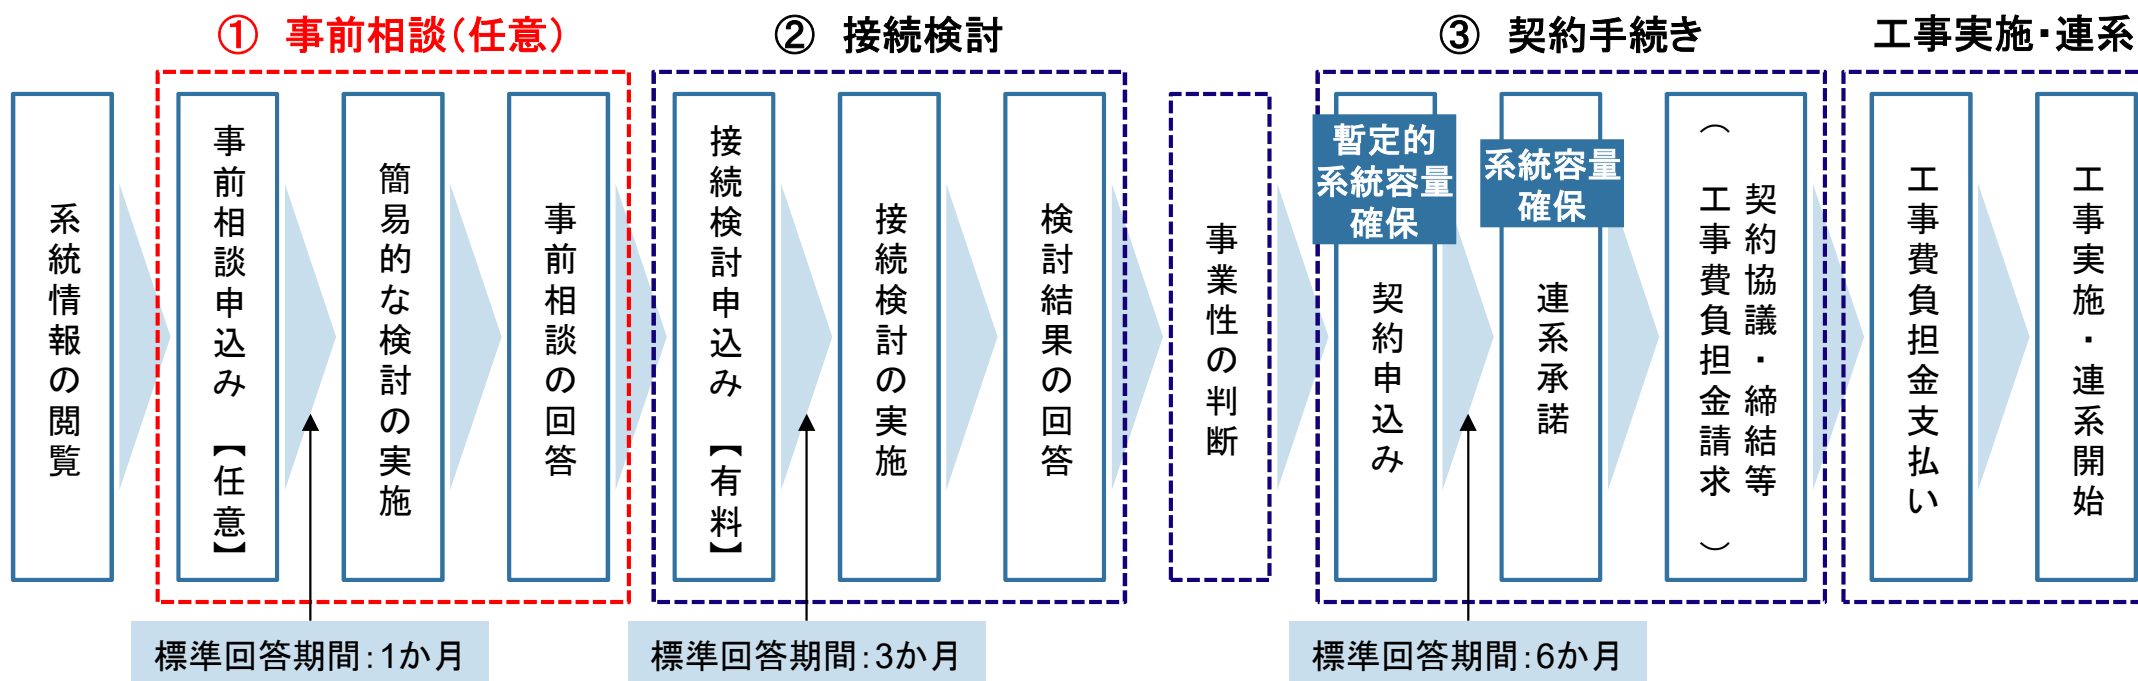 ① 事前相談（任意）
② 接続検討
③ 契約手続き
工事実施・連系
系統情報の閲覧
事前相談申込み 【任意】
簡易的な検討の実施
事前相談の回答
接続検討申込み 【有料】
接続検討の実施
検討結果の回答
事業性の判断
暫定的
系統容量
確保
契約申込み
系統容量
確保
連系承諾
契約協議・締結等
（工事費負担金請求）
工事費負担金支払い
工事実施・連系開始
標準回答期間：1か月
標準回答期間：3か月
標準回答期間：6か月